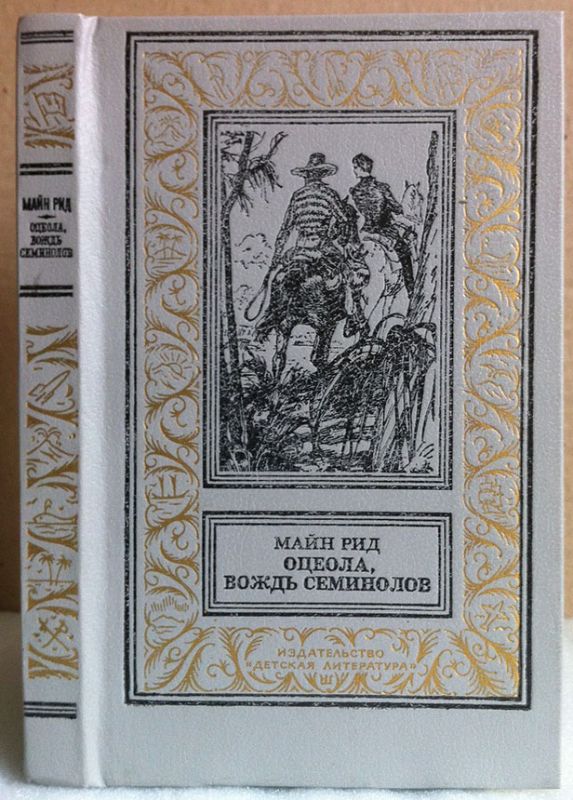 МАЙН РИД
ОЦЕОЛА,
ВОЖДЬ
СЕМИНОЛОВ
МАЙН РИД
ОЦЕОЛА,
ВОЖДЬ СЕМИНОЛОВ
ИЗДАТЕЛЬСТВО
"ДЕТСКАЯ ЛИТЕРАТУРА"